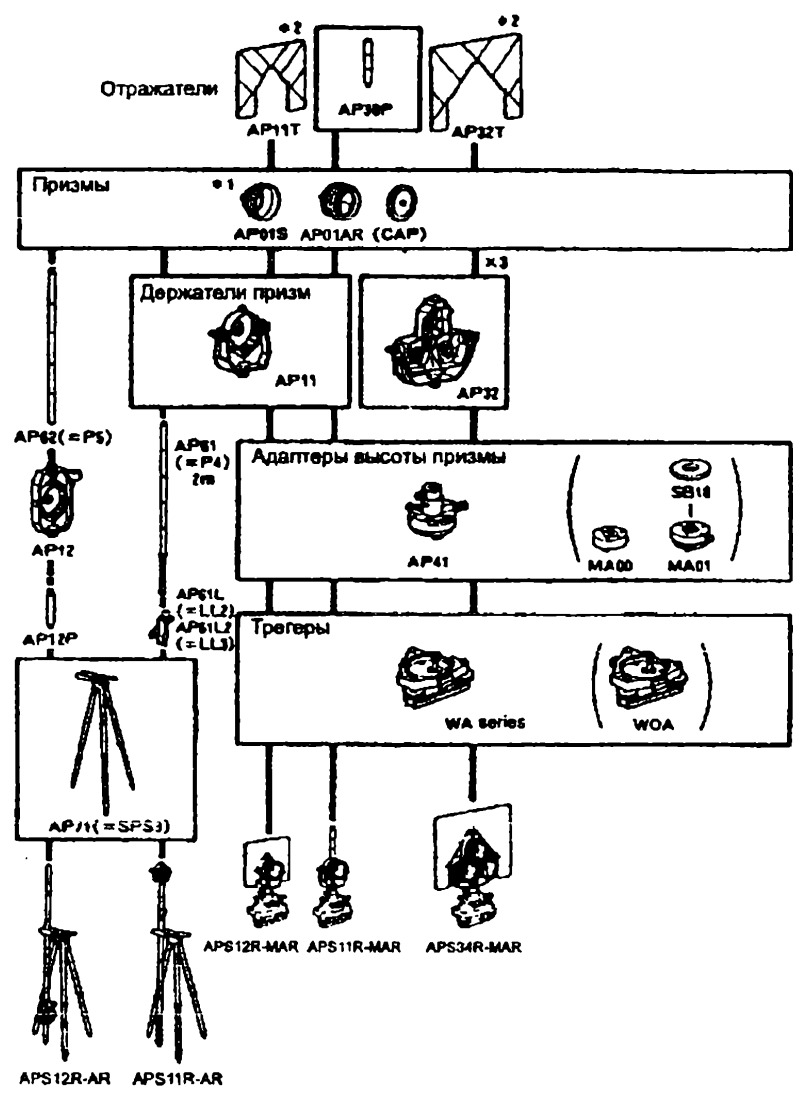 *2
*2
Отражатели
AP11T
AP30P
AP32T
Призмы
*1
AP01S
AP01AR
(CAP)
×3
Держатели призм
AP11
AP32
AP62(=P5)
AP61
(=P4)
2m
Адаптеры высоты призмы
AP12
AP41
SB18
MA00
MA01
AP61L
(=LL2)
AP61L2
(=LL3)
AP12P
Трегеры
WA series
WOA
AP71(=SPS3)
APS12R-MAR
APS11R-MAR
APS34R-MAR
APS12R-AR
APS11R-AR